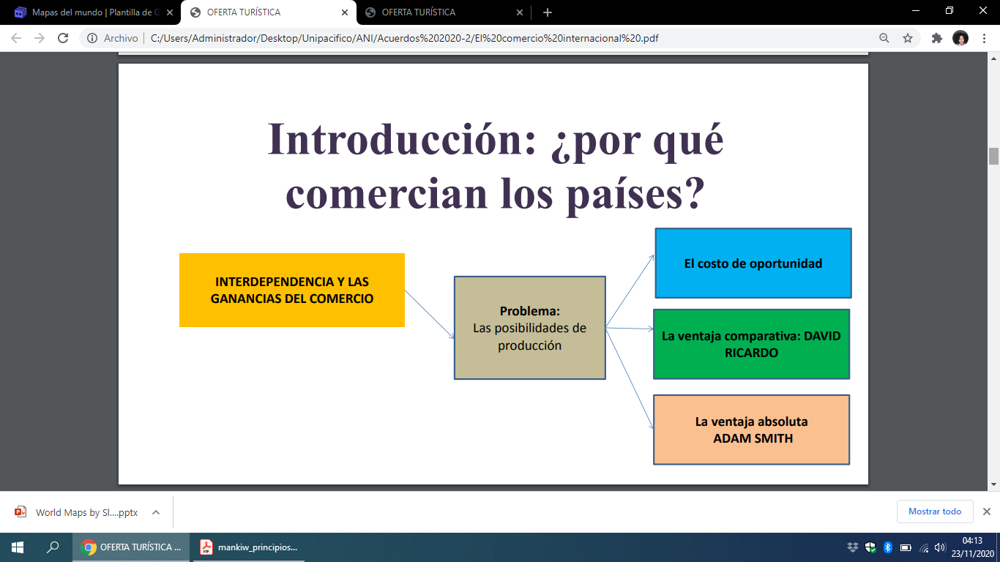 Mapas del mundo | Plantilla de G
OFERTA TURÍSTICA
OFERTA TURÍSTICA
Archivo
C:/Users/Administrador/Desktop/Unipacifico/ANI/Acuerdos%202020-2/El%20comercio%20internacional%20.pdf
Introducción: ¿por qué
comercian los países?
INTERDEPENDENCIA Y LAS
GANANCIAS DEL COMERCIO
Problema:
Las posibilidades de
producción
El costo de oportunidad
La ventaja comparativa: DAVID
RICARDO
La ventaja absoluta
ADAM SMITH
World Maps by Sl....pptx
Mostrar todo
OFERTA TURÍSTICA ...
mankiw_principios...
04:13
23/11/2020